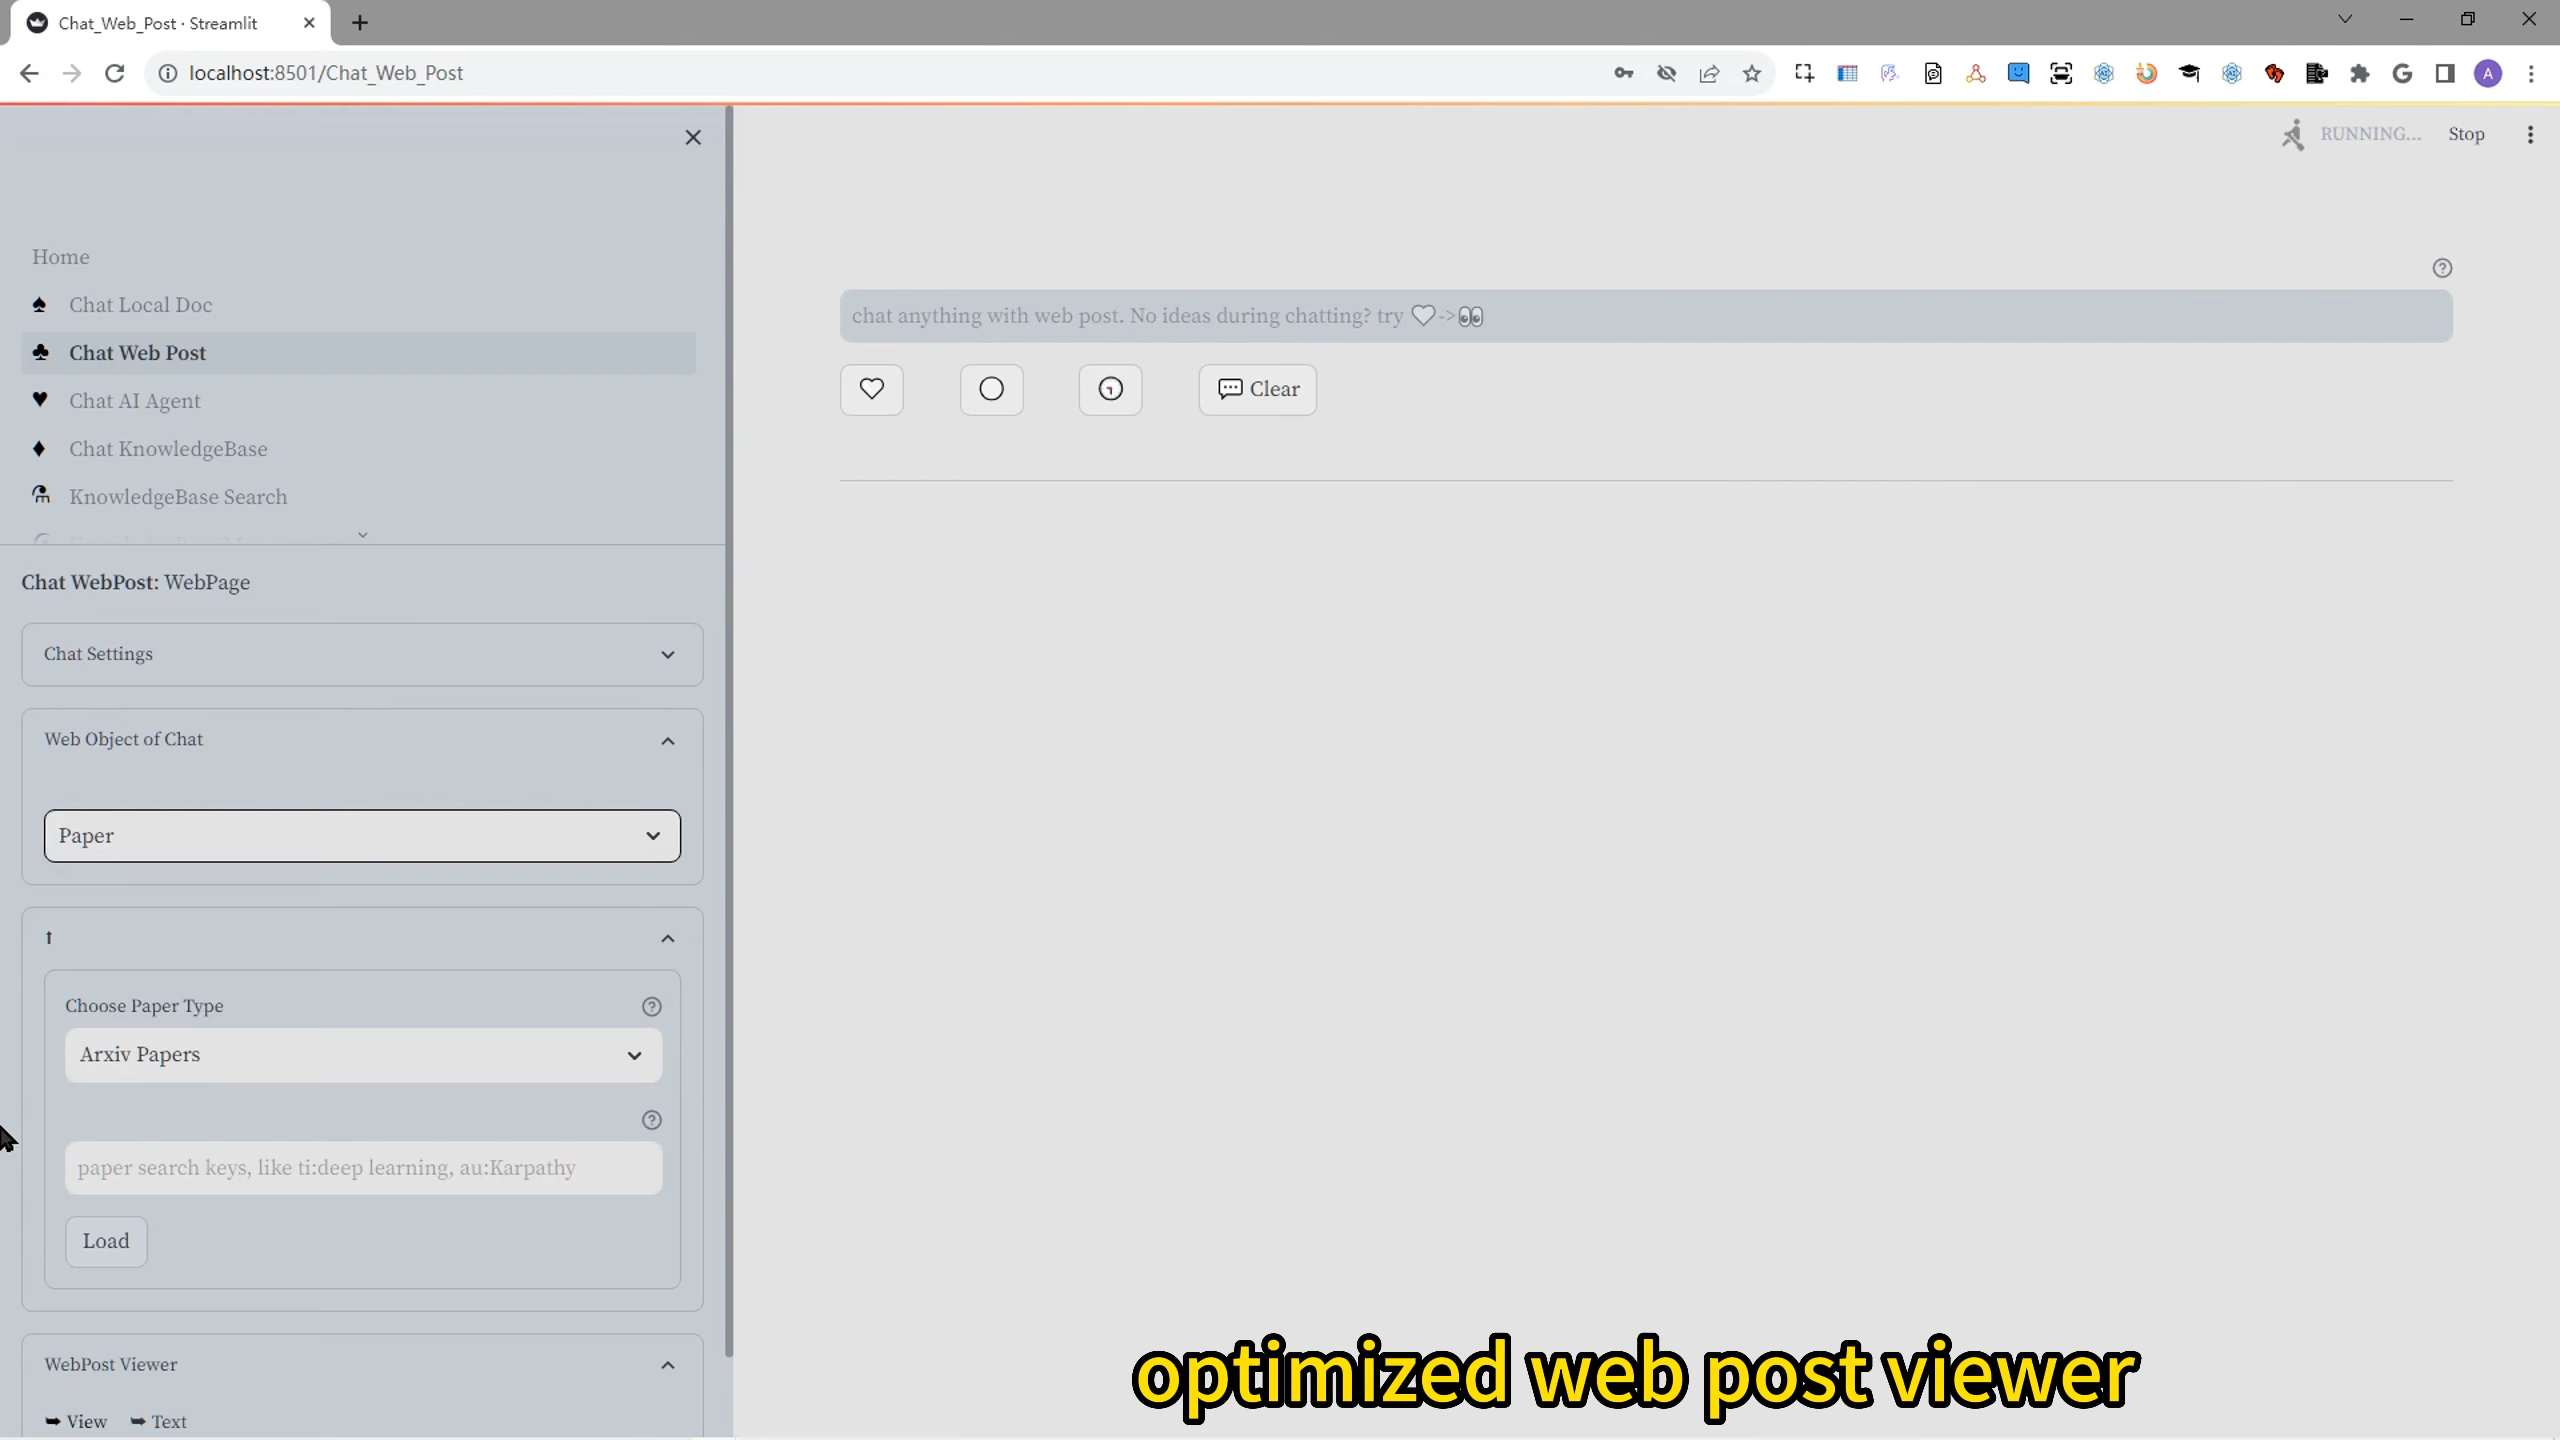 Chat_Web_Post · Streamlit
localhost:8501/Chat_Web_Post
A
RUNNING...
Stop
Home
Chat Local Doc
Chat Web Post
Chat AI Agent
Chat KnowledgeBase
KnowledgeBase Search
Chat WebPost: WebPage
Chat Settings
Web Object of Chat
Paper
Choose Paper Type
Arxiv Papers
paper search keys, like ti:deep learning, au:Karpathy
Load
WebPost Viewer
➥ View ➥ Text
chat anything with web post. No ideas during chatting? try ♡->👀
Clear
optimized web post viewer